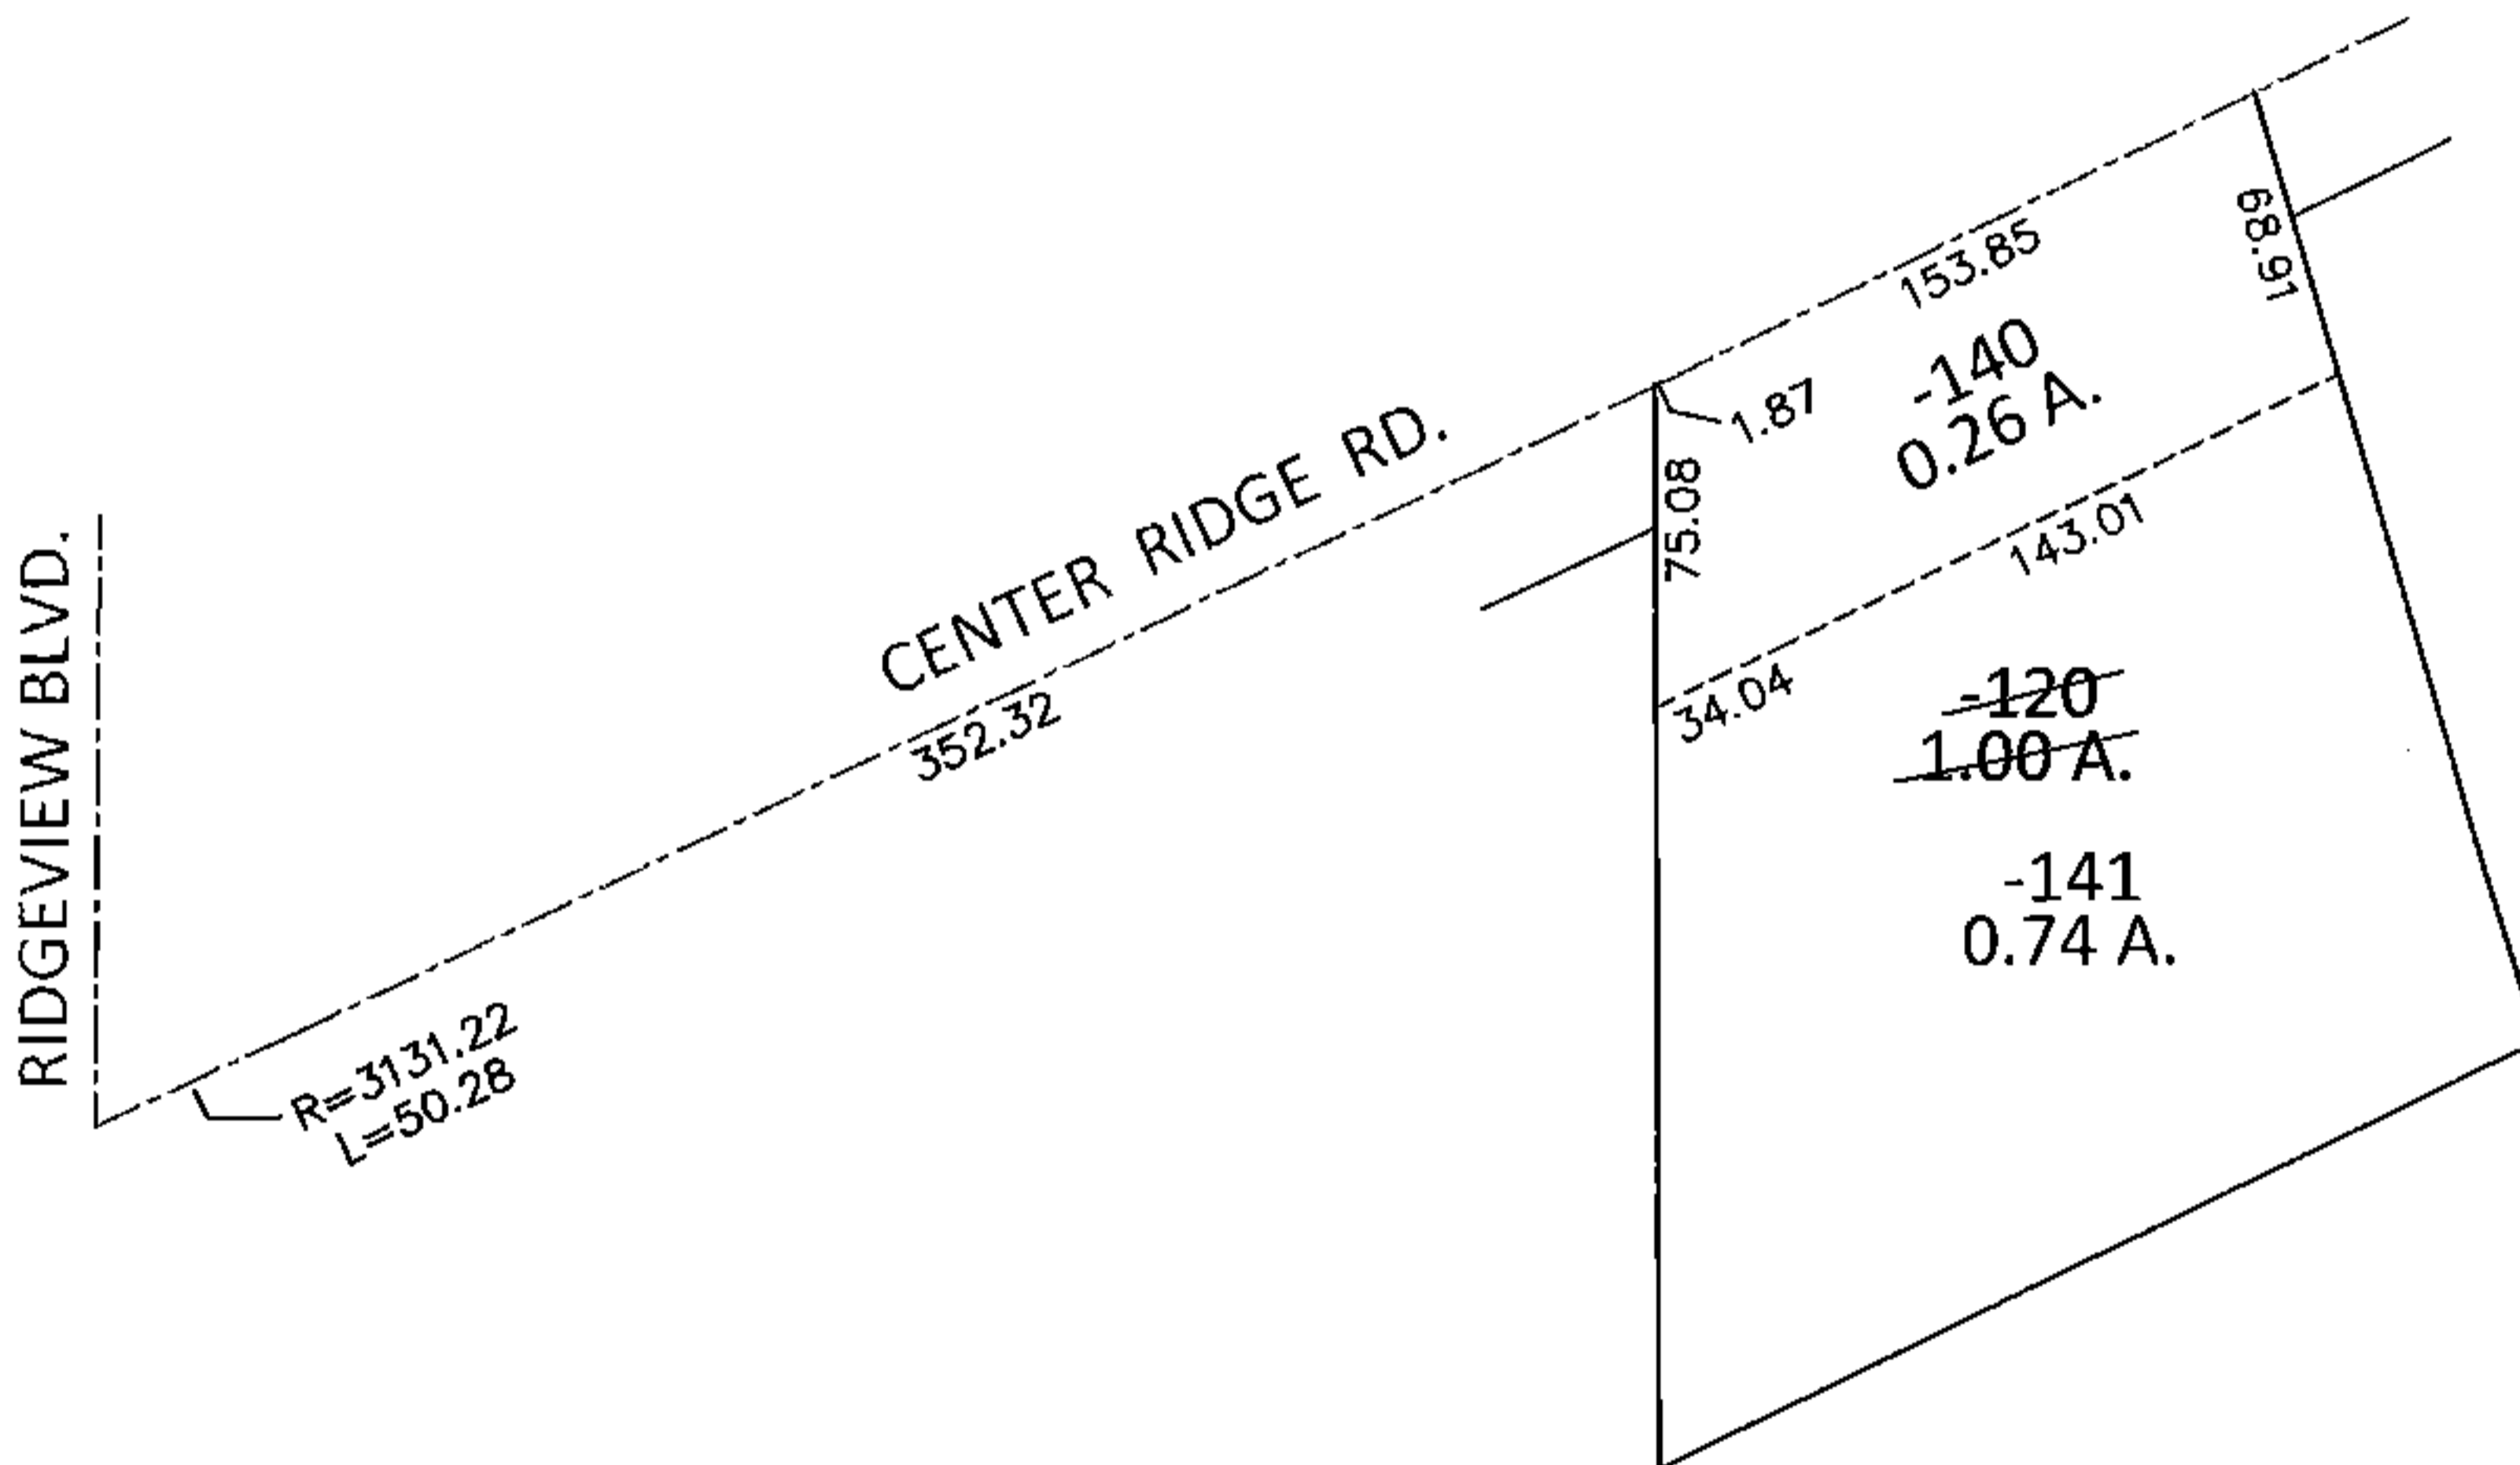 RIDGEVIEW BLVD.
CENTER RIDGE RD.
352.32
R=3131.22
L=50.28
153.85
68.91
1.87
75.08
-140
0.26 A.
143.01
34.04
-120
1.00 A.
-141
0.74 A.